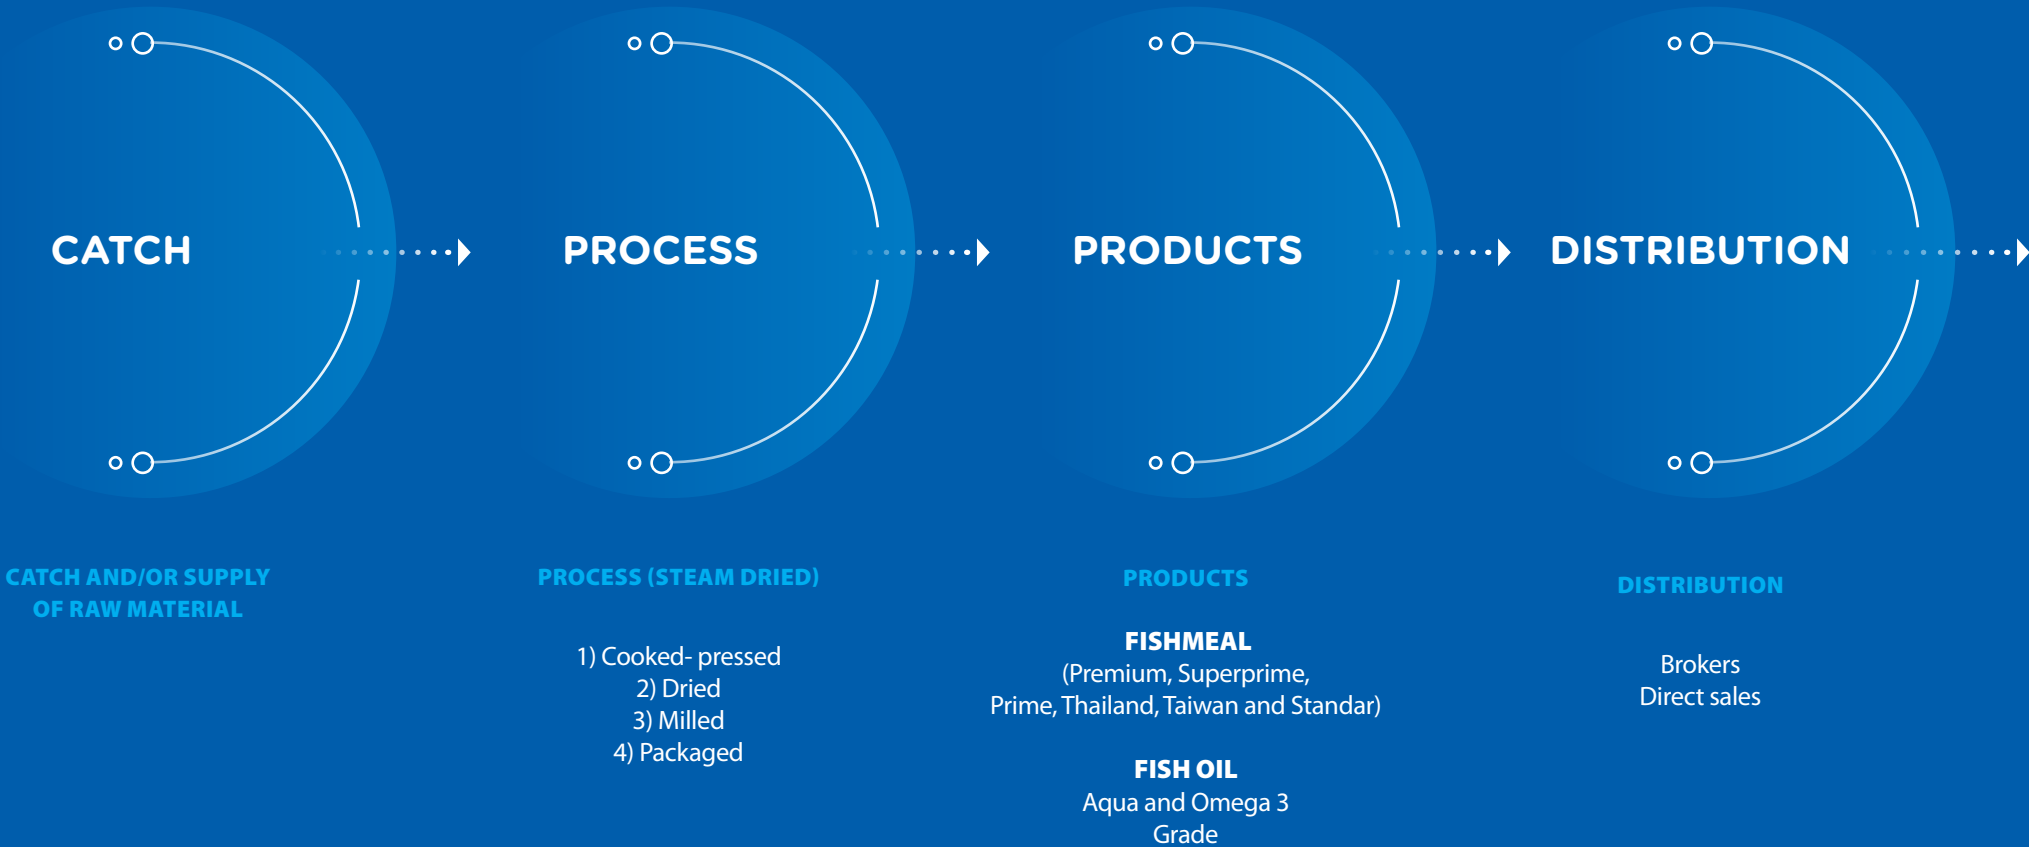 CATCH
PROCESS
PRODUCTS
DISTRIBUTION
CATCH AND/OR SUPPLY
OF RAW MATERIAL
PROCESS (STEAM DRIED)
1) Cooked- pressed
2) Dried
3) Milled
4) Packaged
PRODUCTS
FISHMEAL
(Premium, Superprime,
Prime, Thailand, Taiwan and Standar)
FISH OIL
Aqua and Omega 3
Grade
DISTRIBUTION
Brokers
Direct sales